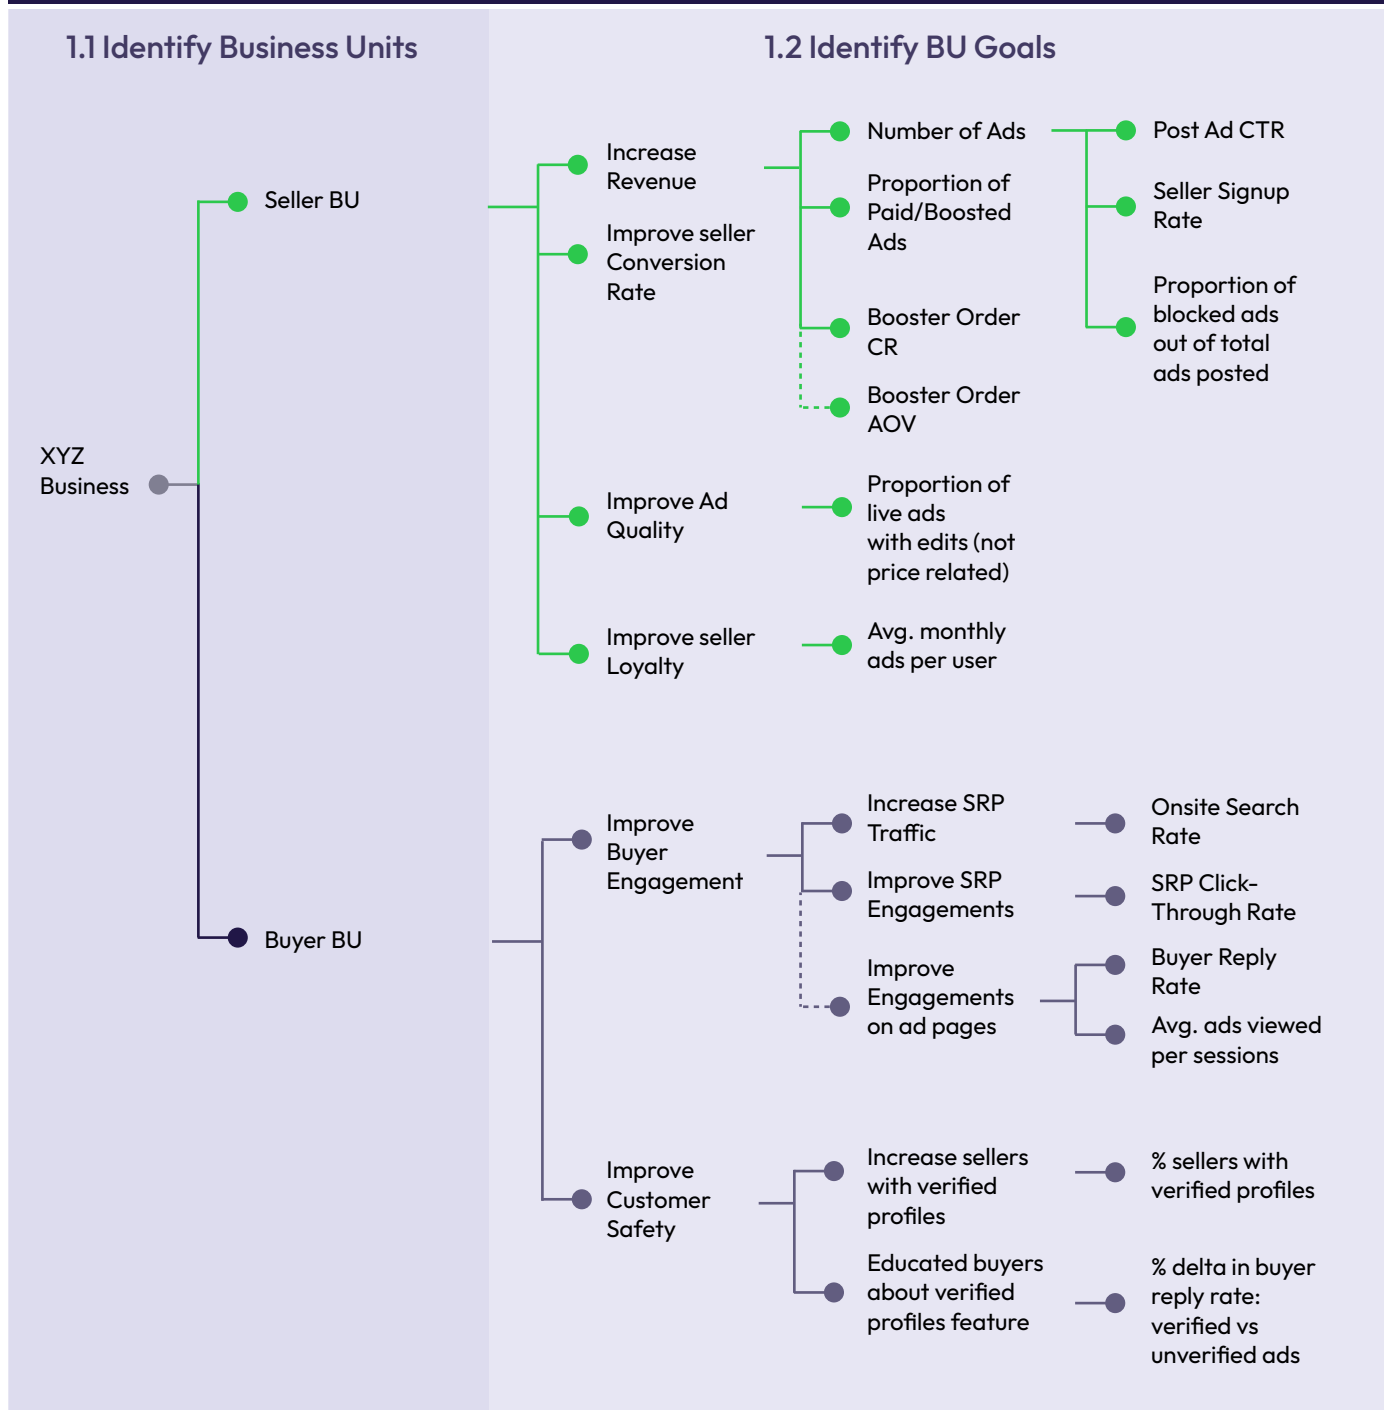 1.1 Identify Business Units
1.2 Identify BU Goals
XYZ
Business
Seller BU
Increase
Revenue
Number of Ads
Post Ad CTR
Seller Signup
Rate
Proportion of
blocked ads
out of total
ads posted
Proportion of
Paid/Boosted
Ads
Booster Order
CR
Booster Order
AOV
Improve seller
Conversion
Rate
Improve Ad
Quality
Proportion of
live ads
with edits (not
price related)
Improve seller
Loyalty
Avg. monthly
ads per user
Buyer BU
Improve
Buyer
Engagement
Increase SRP
Traffic
Onsite Search
Rate
Improve SRP
Engagements
SRP Click-
Through Rate
Improve
Engagements
on ad pages
Buyer Reply
Rate
Avg. ads viewed
per sessions
Improve
Customer
Safety
Increase sellers
with verified
profiles
% sellers with
verified profiles
Educated buyers
about verified
profiles feature
% delta in buyer
reply rate:
verified vs
unverified ads